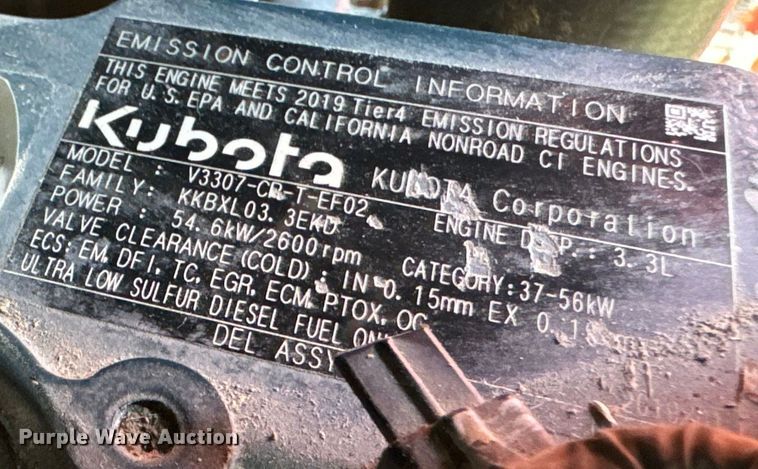 EMISSION CONTROL INFORMATION
THIS ENGINE MEETS 2019 Tier4 EMISSION REGULATIONS
FOR U.S. EPA AND CALIFORNIA NONROAD CI ENGINES.
Kubota KUBOTA Corporation
MODEL : V3307-CR-T-EF02 ENGINE DISP.: 3.3L
FAMILY: KKBXL03.3EKD CATEGORY:37-56kW
POWER : 54.6kW/2600rpm
VALVE CLEARANCE(COLD): IN 0.15mm EX
ECS: EM, DFI, TC, EGR, ECM, PTOX, OC
ULTRA LOW SULFUR DIESEL FUEL
DEL ASSY
Purple Wave Auction